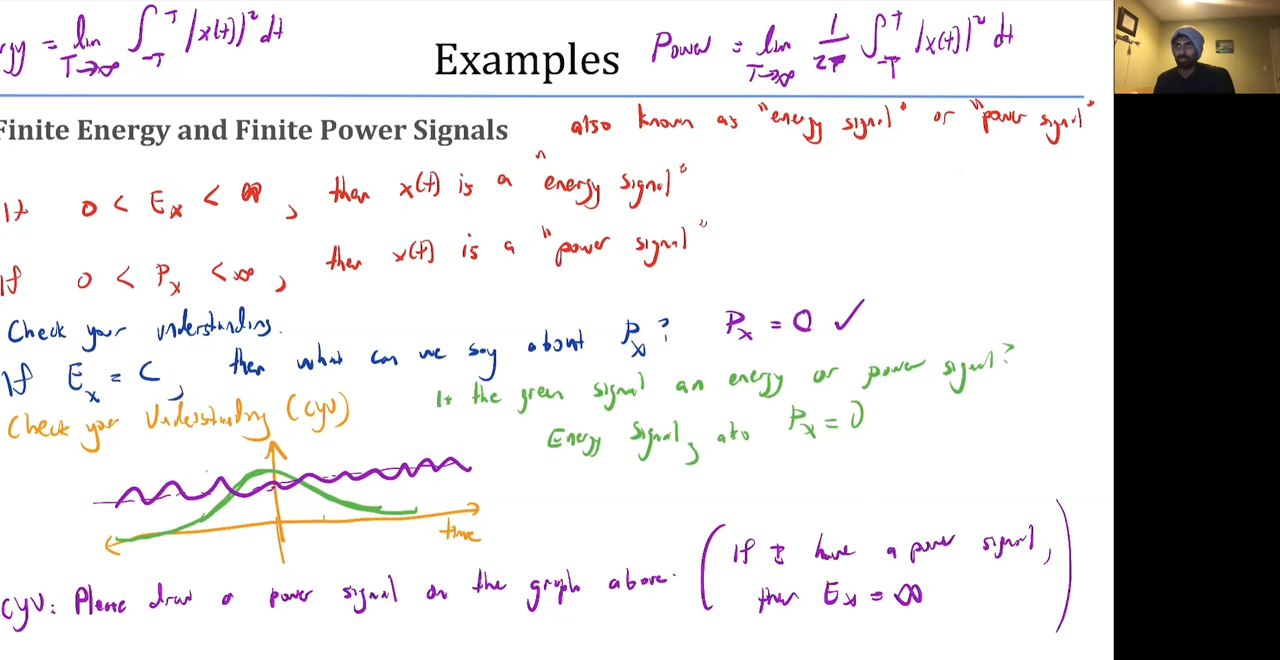 rgy = lim T→∞ ∫_{-T}^{T} |x(t)|² dt
Examples
Power = lim T→∞ 1/2T ∫_{-T}^{T} |x(t)|² dt
Finite Energy and Finite Power Signals
also known as "energy signal" or "power signal"
If 0 < Ex < ∞, then x(t) is a "energy signal"
If 0 < Px < ∞, then x(t) is a "power signal"
Check your understanding.
If Ex = C, then what can we say about Px? Px = 0 ✓
Check your Understanding (CYU)
Is the green signal an energy or power signal?
Energy Signal, also Px = 0
time
CYU: Please draw a power signal on the graph above.
(If I have a power signal,
then Ex = ∞)